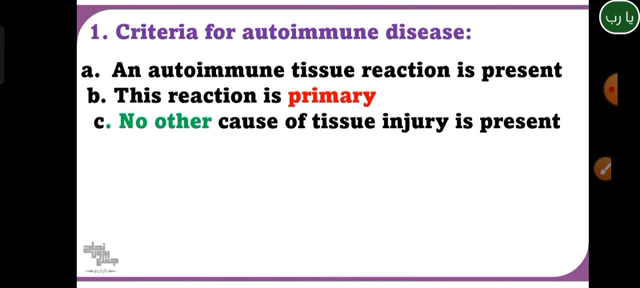 يا رب
1. Criteria for autoimmune disease:
a. An autoimmune tissue reaction is present
b. This reaction is primary
c. No other cause of tissue injury is present